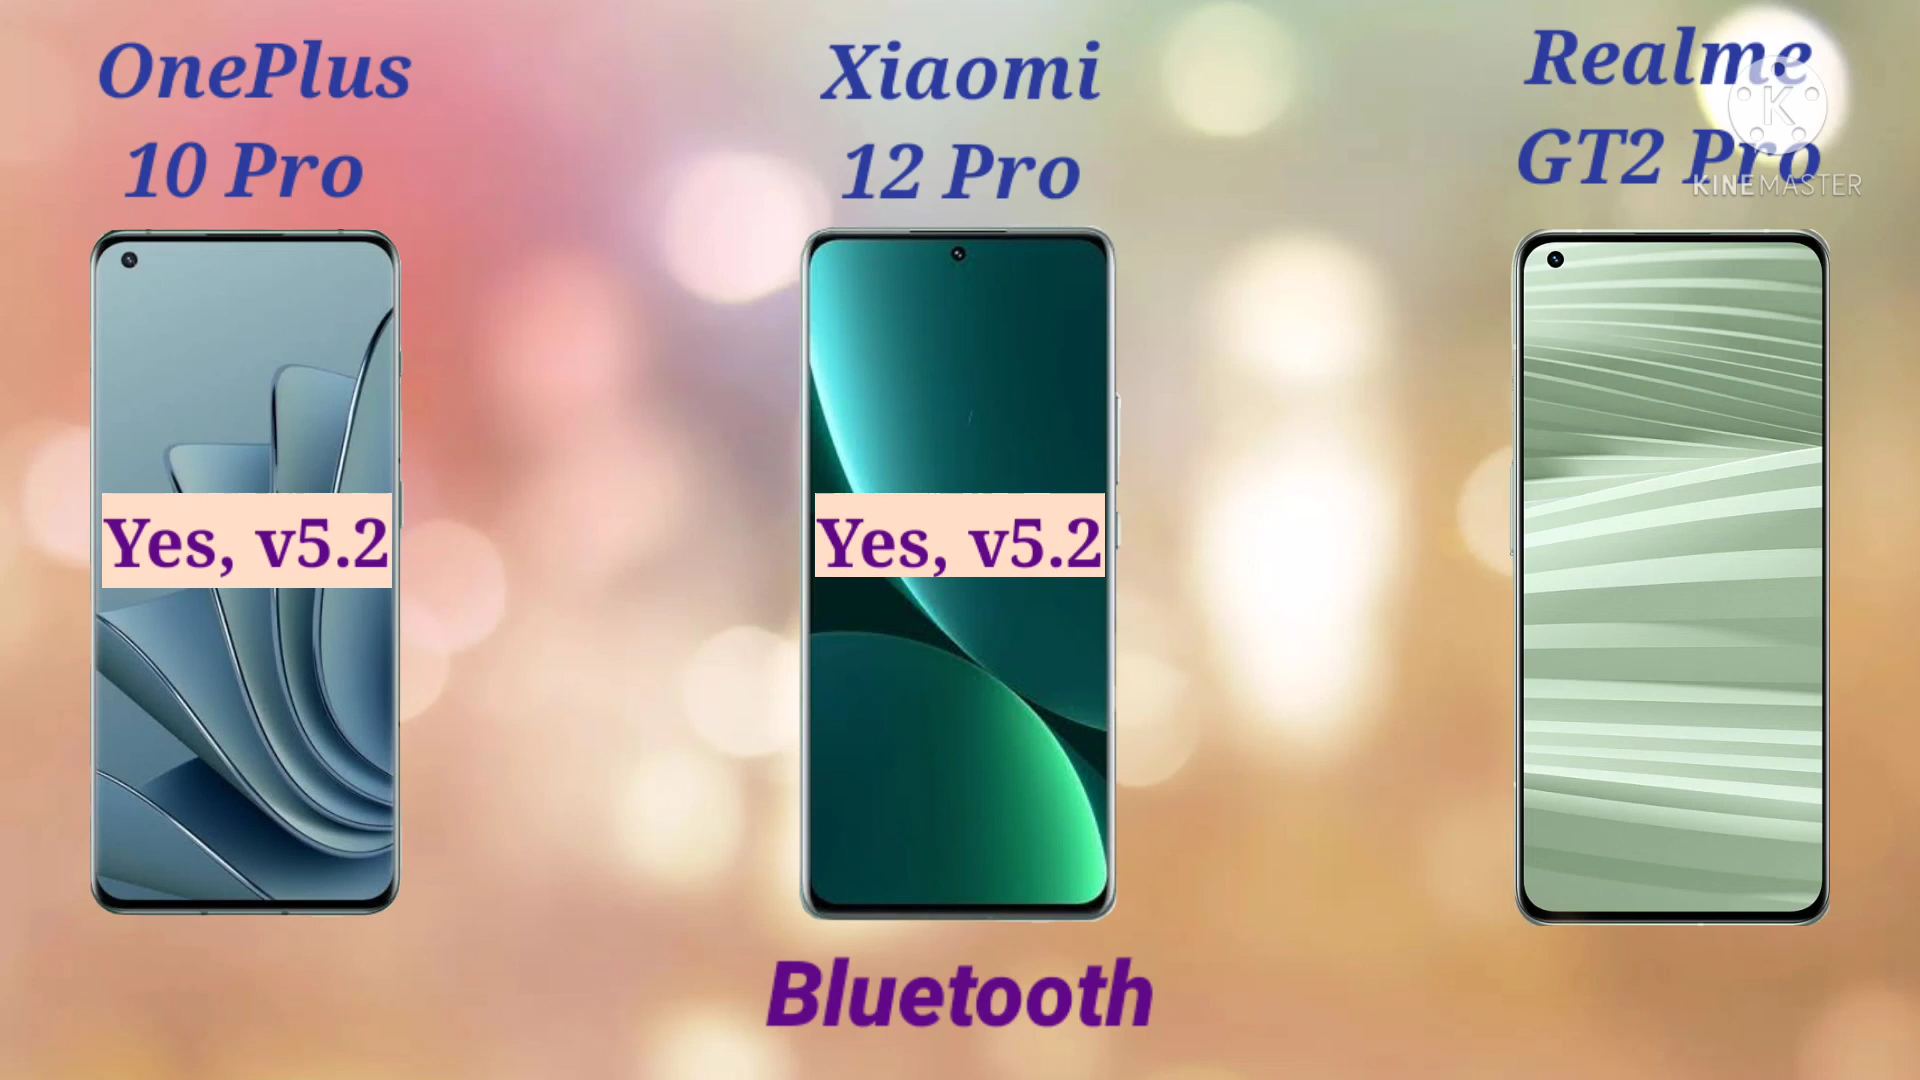 OnePlus
10 Pro
Xiaomi
12 Pro
Realme
GT2 Pro
KINEMASTER
Yes, v5.2
Yes, v5.2
Bluetooth